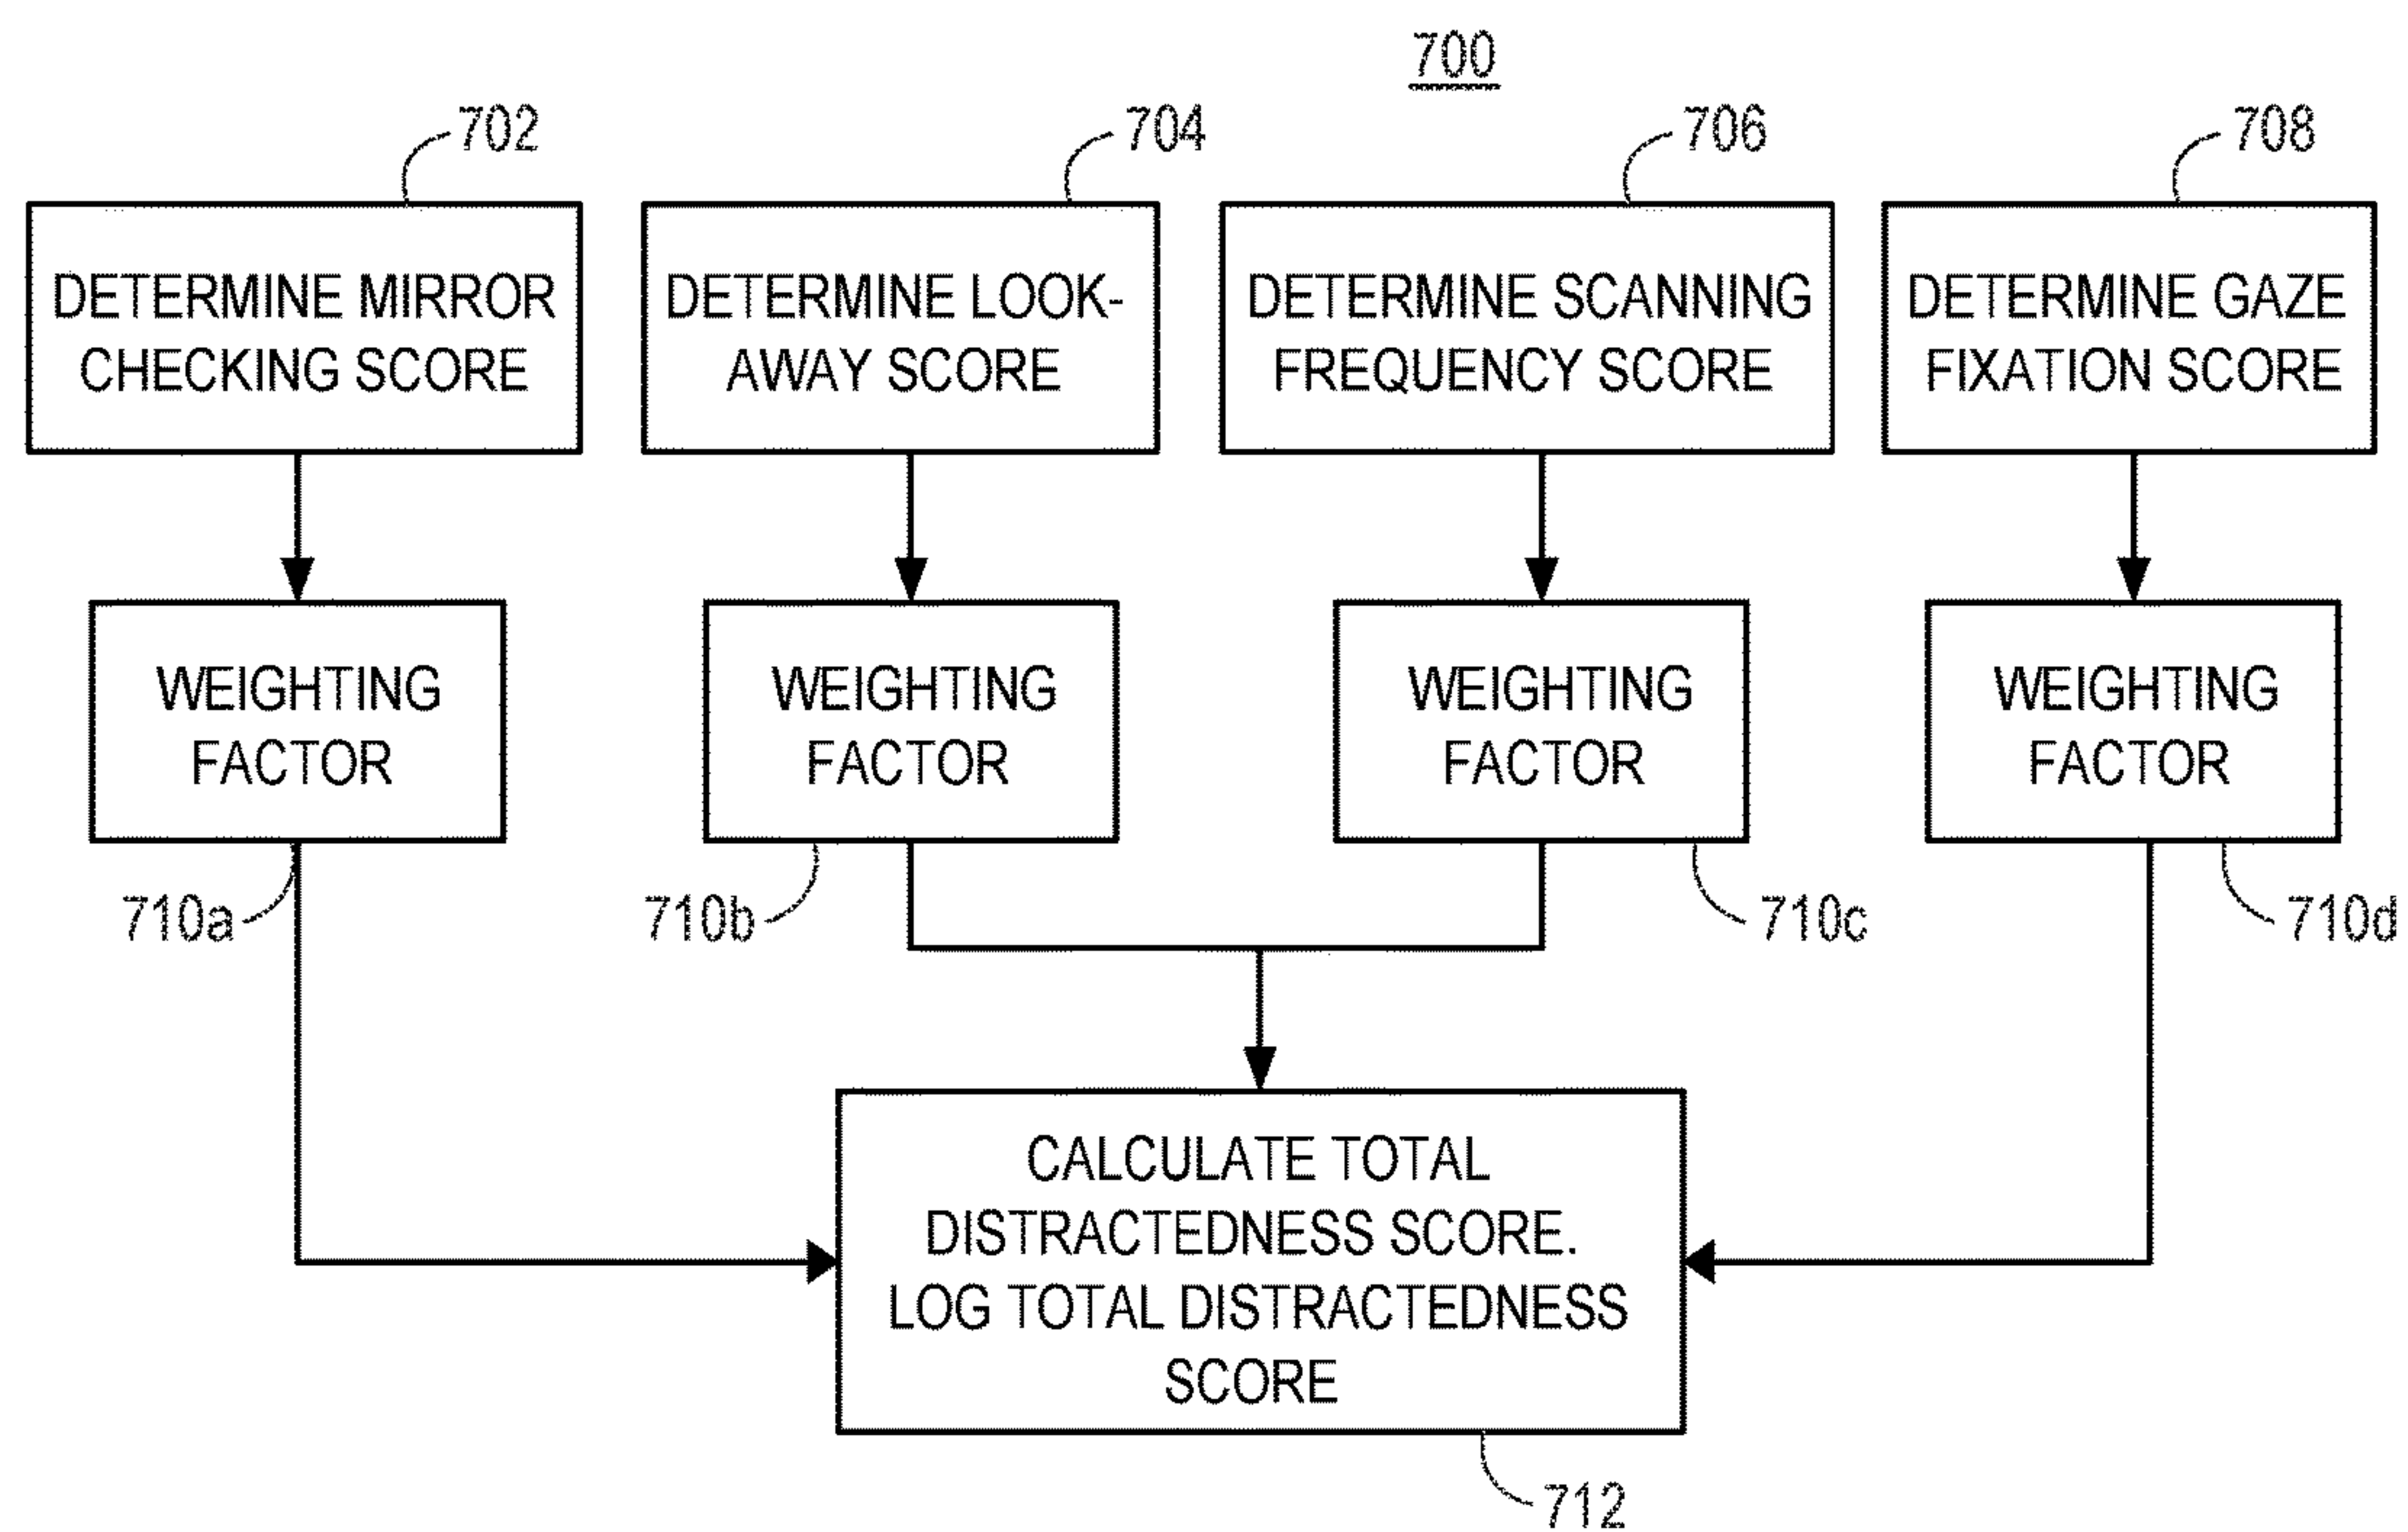 700
702
704
706
708
DETERMINE MIRROR
CHECKING SCORE
DETERMINE LOOK-
AWAY SCORE
DETERMINE SCANNING
FREQUENCY SCORE
DETERMINE GAZE
FIXATION SCORE
WEIGHTING
FACTOR
WEIGHTING
FACTOR
WEIGHTING
FACTOR
WEIGHTING
FACTOR
710a
710b
710c
710d
CALCULATE TOTAL
DISTRACTEDNESS SCORE.
LOG TOTAL DISTRACTEDNESS
SCORE
712